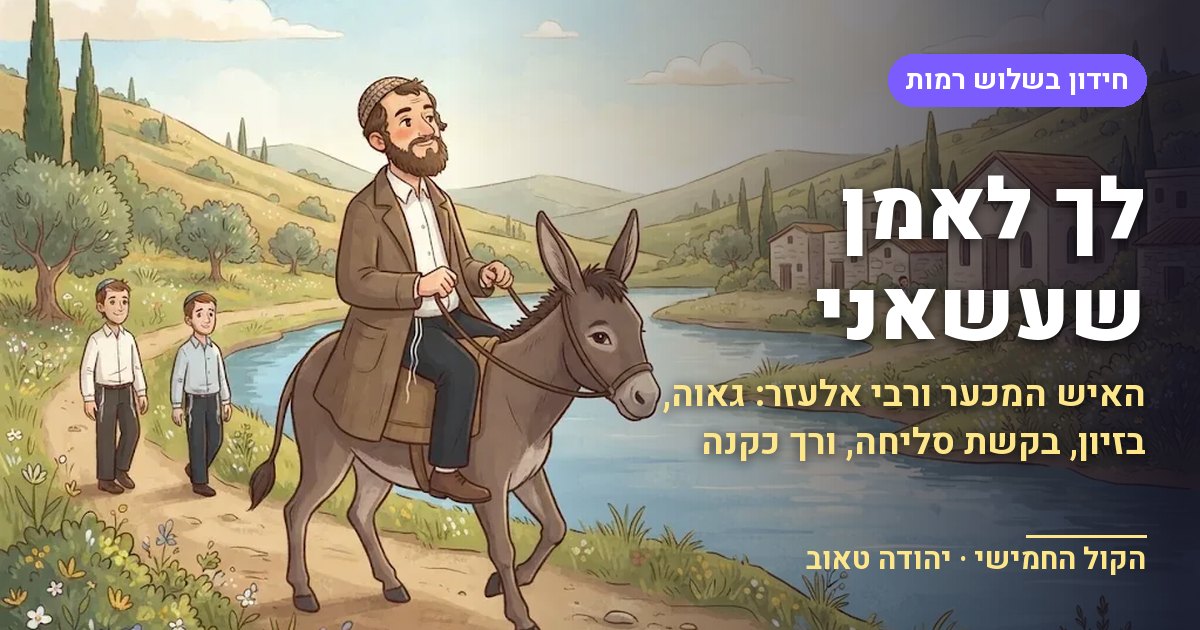 חידון בשלוש רמות
לך לאמן
שעשאני
האיש המכער ורבי אלעזר: גאווה,
בזיון, בקשת סליחה, ורך כקנה
הקול החמישי · יהודה טאוב